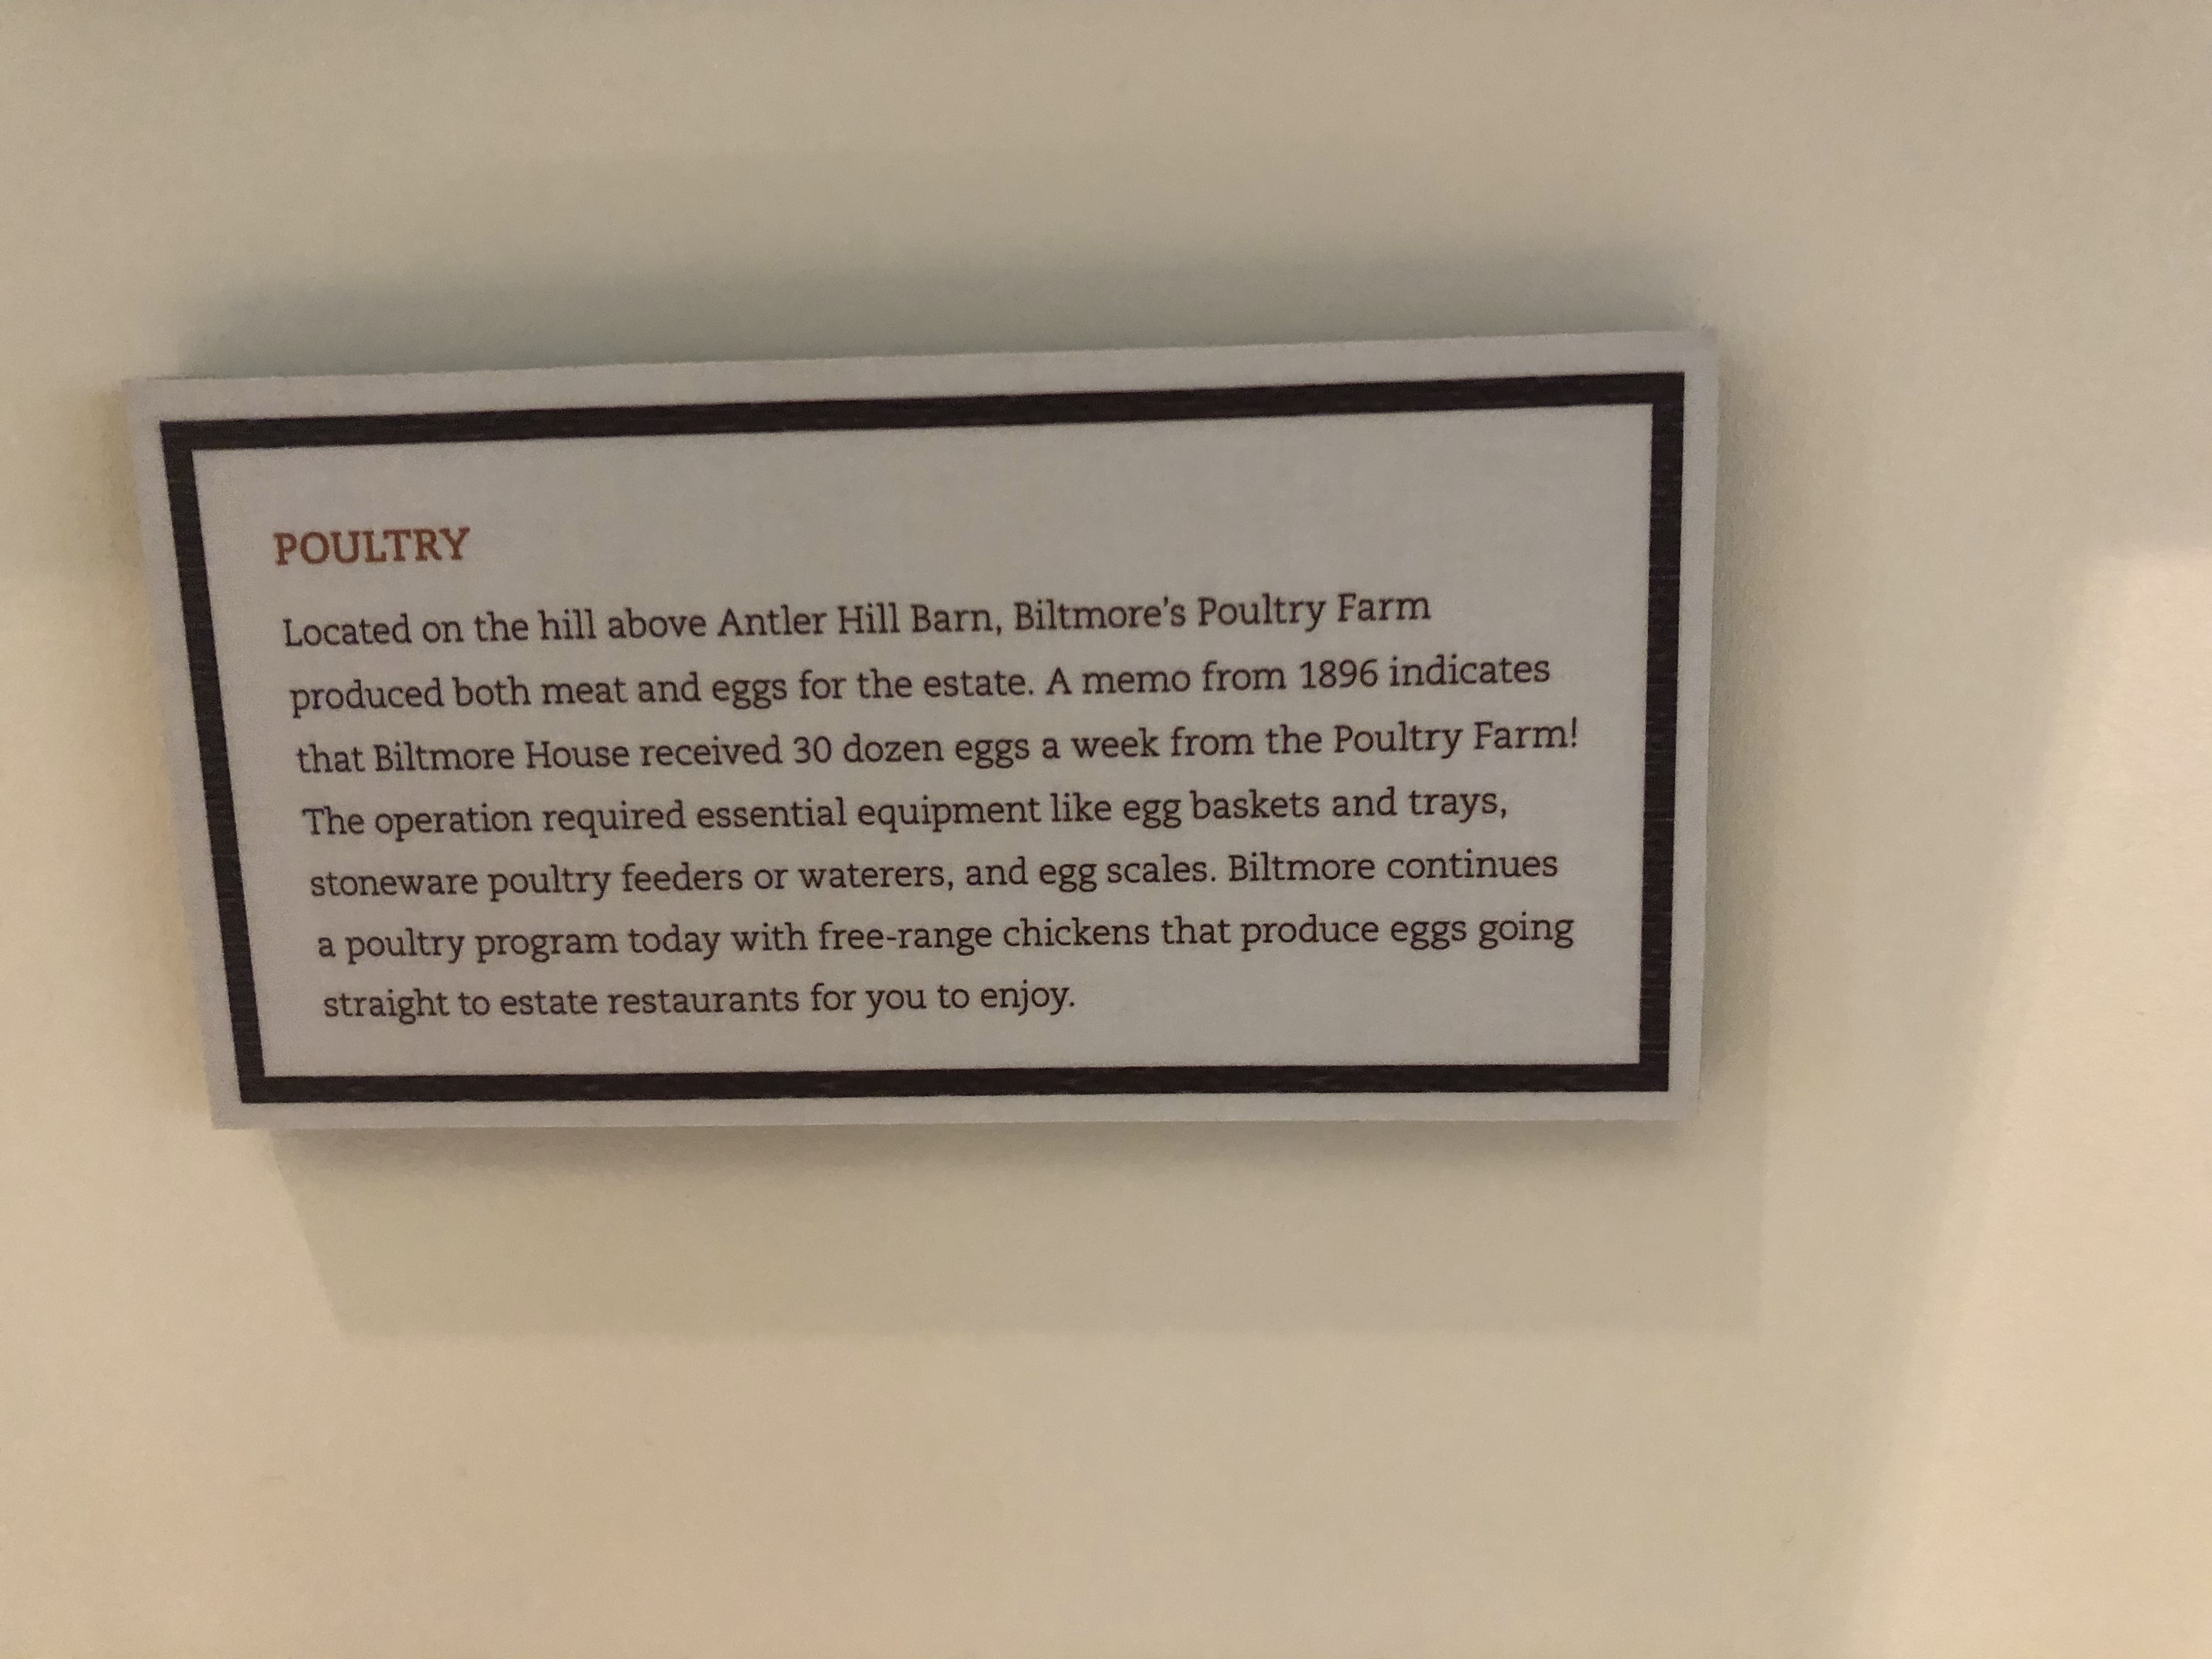 POULTRY
Located on the hill above Antler Hill Barn, Biltmore's Poultry Farm
produced both meat and eggs for the estate. A memo from 1896 indicates
that Biltmore House received 30 dozen eggs a week from the Poultry Farm!
The operation required essential equipment like egg baskets and trays,
stoneware poultry feeders or waterers, and egg scales. Biltmore continues
a poultry program today with free-range chickens that produce eggs going
straight to estate restaurants for you to enjoy.